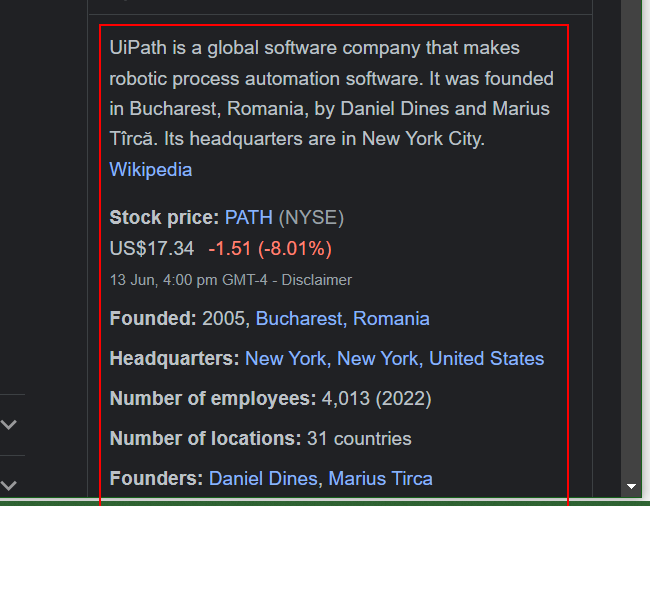 UiPath is a global software company that makes
robotic process automation software. It was founded
in Bucharest, Romania, by Daniel Dines and Marius
Tîrcă. Its headquarters are in New York City.
Wikipedia
Stock price: PATH (NYSE)
US$17.34 -1.51 (-8.01%)
13 Jun, 4:00 pm GMT-4 - Disclaimer
Founded: 2005, Bucharest, Romania
Headquarters: New York, New York, United States
Number of employees: 4,013 (2022)
Number of locations: 31 countries
Founders: Daniel Dines, Marius Tirca